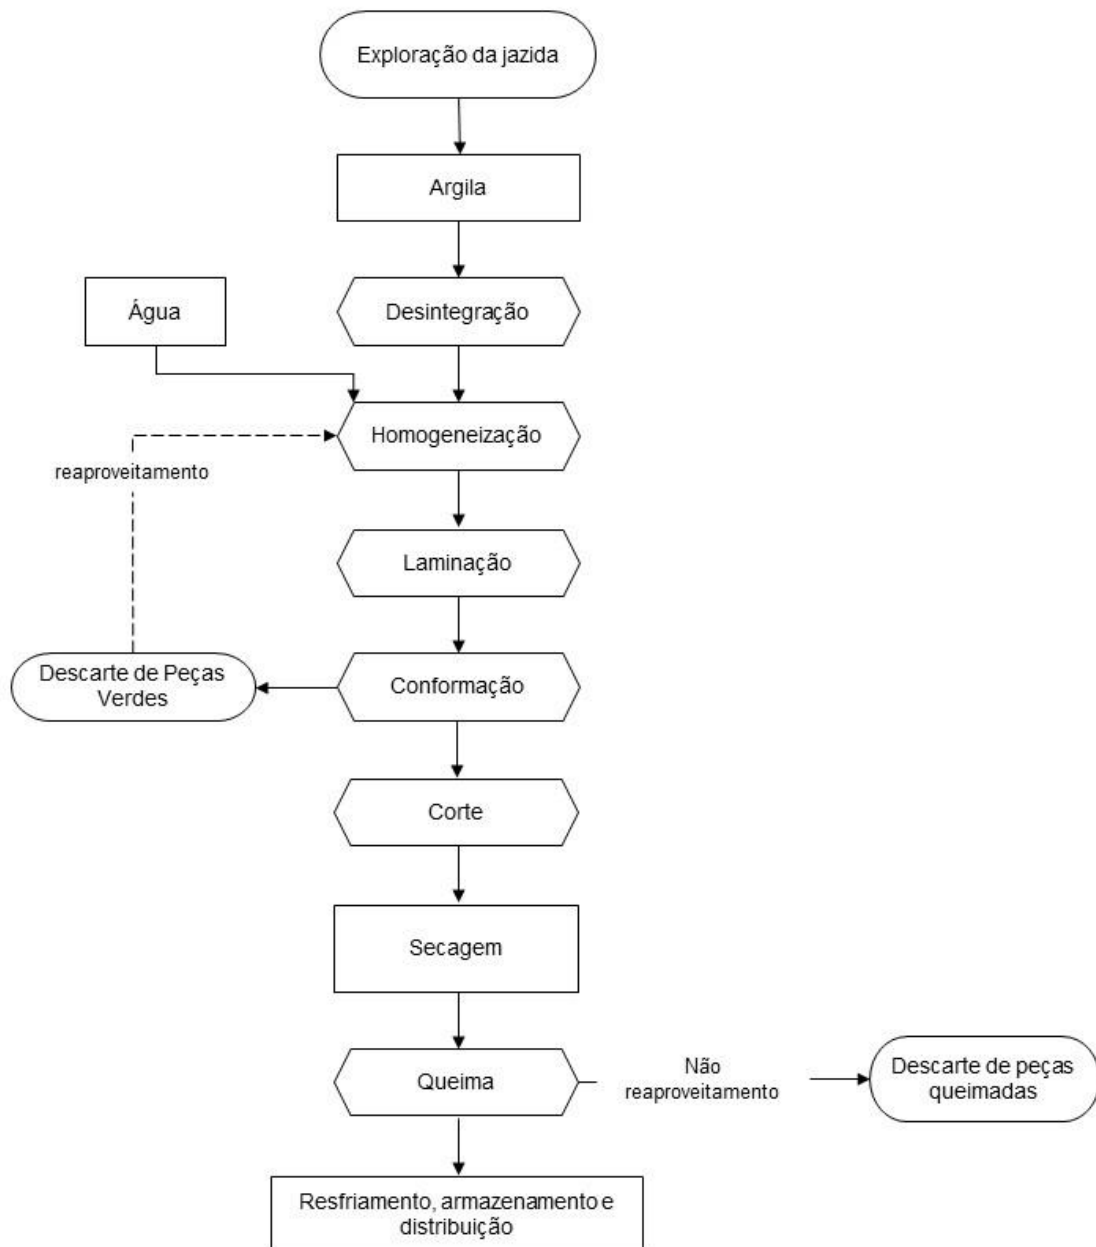 Exploração da jazida
Argila
Água
Desintegração
Homogeneização
reaproveitamento
Laminação
Descarte de Peças
Verdes
Conformação
Corte
Secagem
Queima
Não
reaproveitamento
Descarte de peças
queimadas
Resfriamento, armazenamento e
distribuição